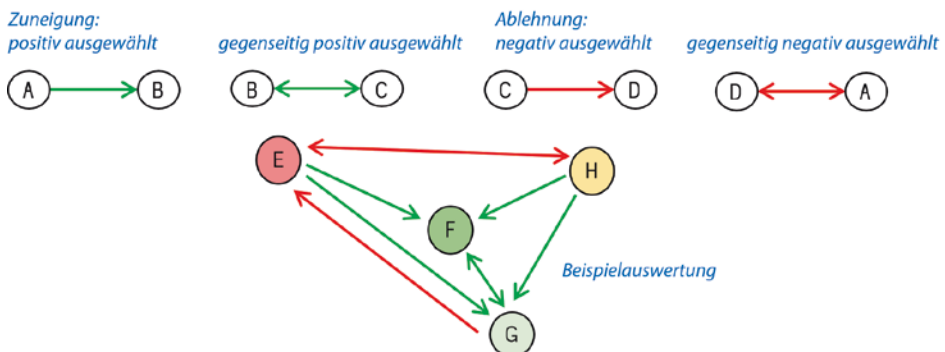 Zuneigung:
positiv ausgewählt
gegenseitig positiv ausgewählt
Ablehnung:
negativ ausgewählt
gegenseitig negativ ausgewählt
A B
B C
C D
D A
E
H
F
Beispielauswertung
G